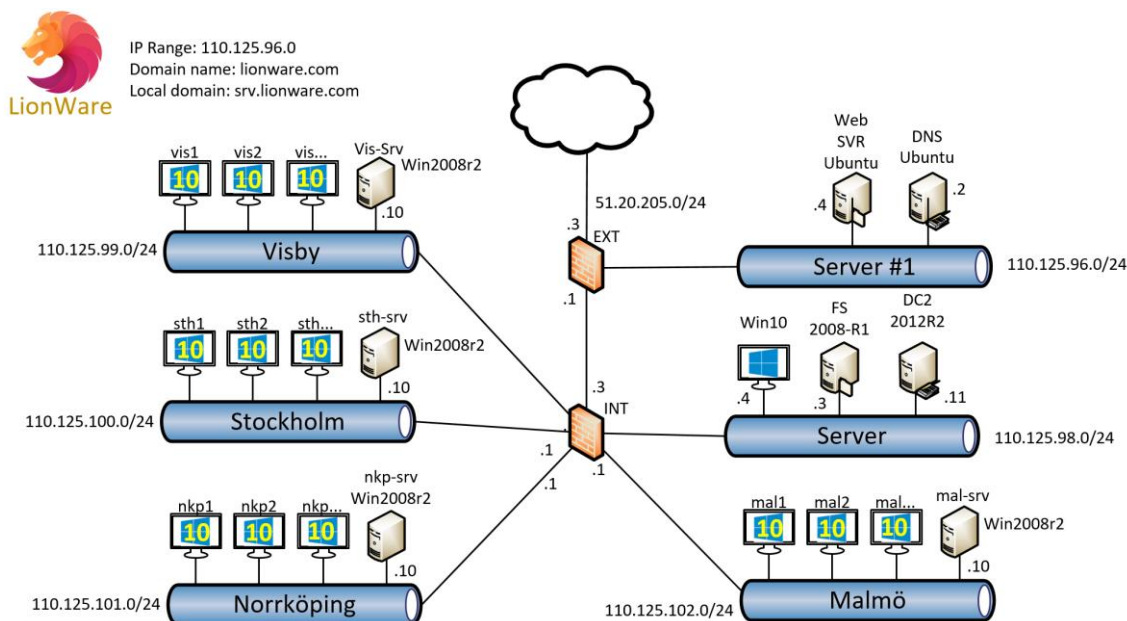 LionWare
IP Range: 110.125.96.0
Domain name: lionware.com
Local domain: srv.lionware.com
vis1
vis2
vis...
Vis-Srv
Win2008r2
10
10
10
.10
110.125.99.0/24
Visby
51.20.205.0/24
.3
EXT
.1
Web
SVR
Ubuntu
DNS
Ubuntu
.4
.2
Server #1
110.125.96.0/24
sth1
sth2
sth...
sth-srv
Win2008r2
10
10
10
.10
110.125.100.0/24
Stockholm
.3
INT
.1
.1
.1
Win10
FS
2008-R1
DC2
2012R2
.4
.3
.11
Server
110.125.98.0/24
nkp1
nkp2
nkp...
nkp-srv
Win2008r2
10
10
10
.10
110.125.101.0/24
Norrköping
mal1
mal2
mal...
mal-srv
Win2008r2
10
10
10
.10
110.125.102.0/24
Malmö